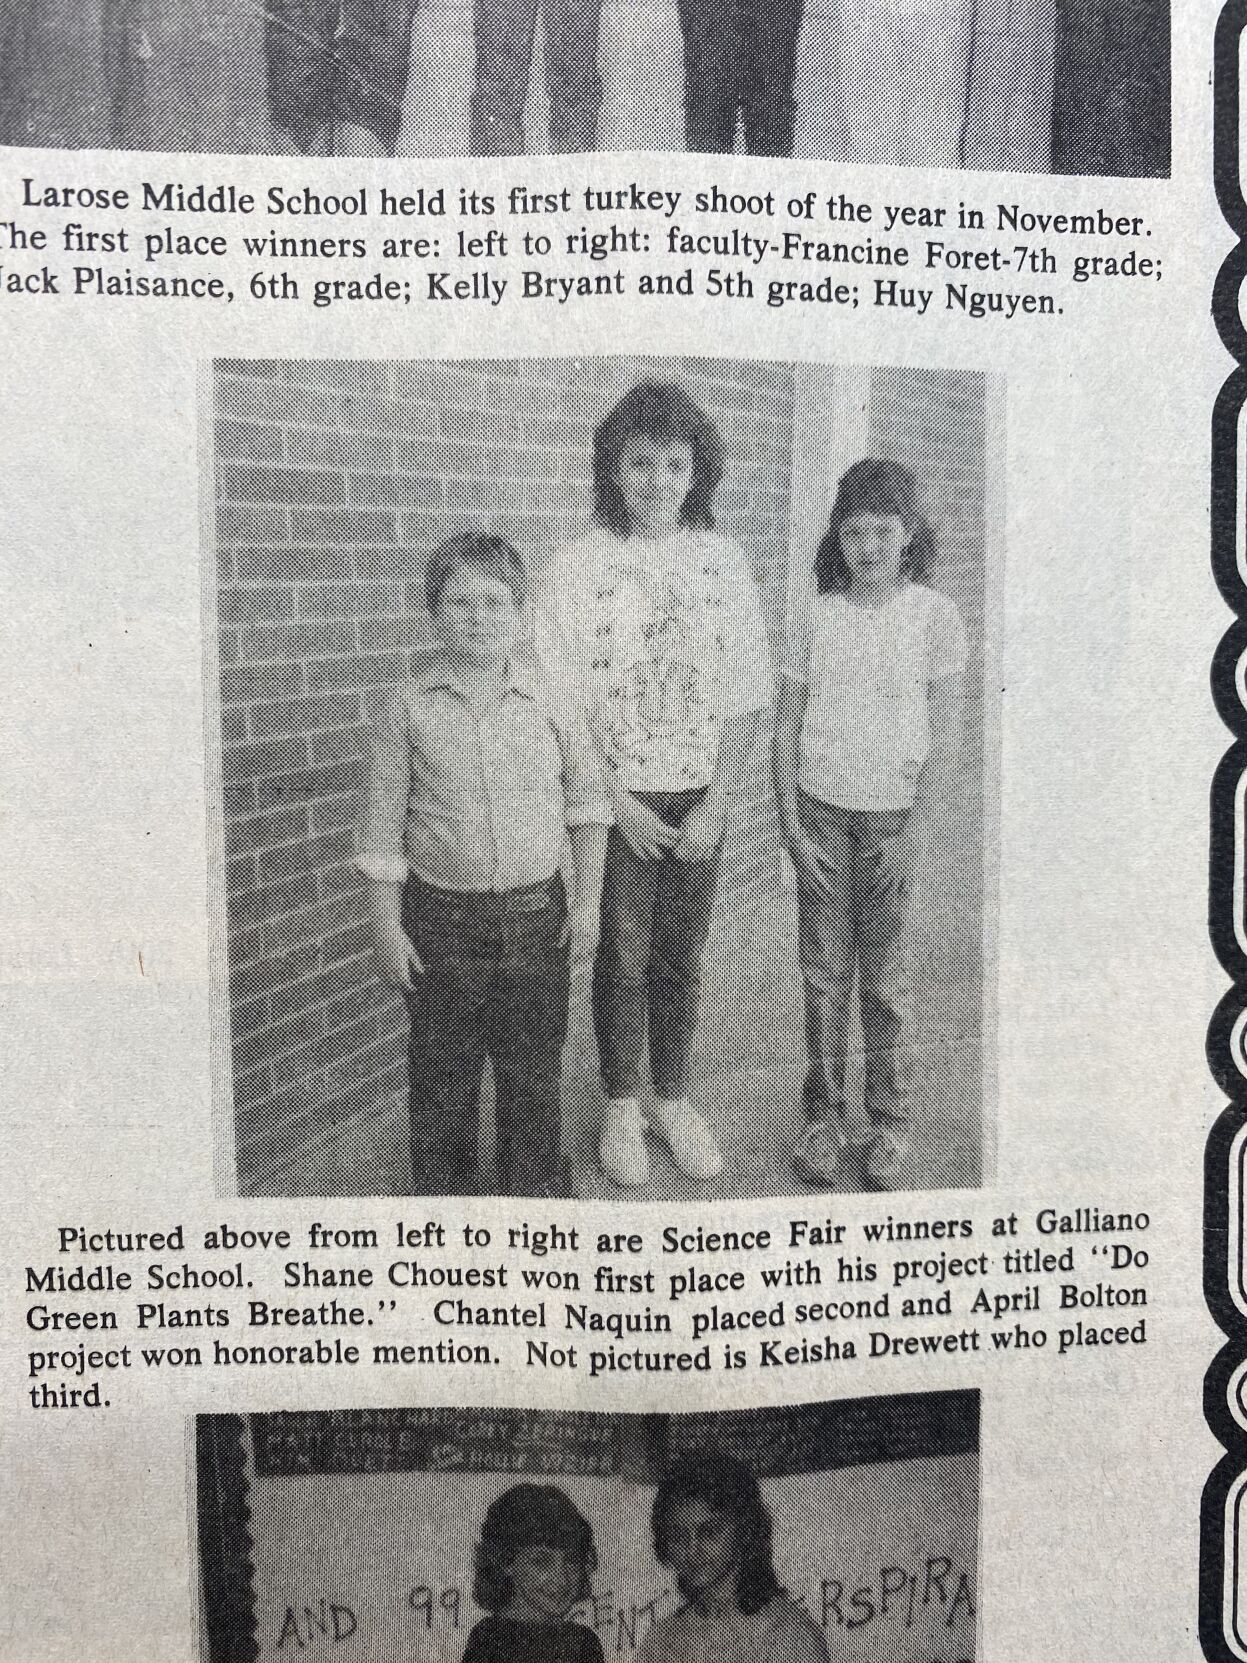 Larose Middle School held its first turkey shoot of the year in November.
The first place winners are: left to right: faculty-Francine Foret-7th grade;
Jack Plaisance, 6th grade; Kelly Bryant and 5th grade; Huy Nguyen.
Pictured above from left to right are Science Fair winners at Galliano
Middle School. Shane Chouest won first place with his project titled "Do
Green Plants Breathe." Chantel Naquin placed second and April Bolton
project won honorable mention. Not pictured is Keisha Drewett who placed
third.
AND 99 ENT RSPIRA